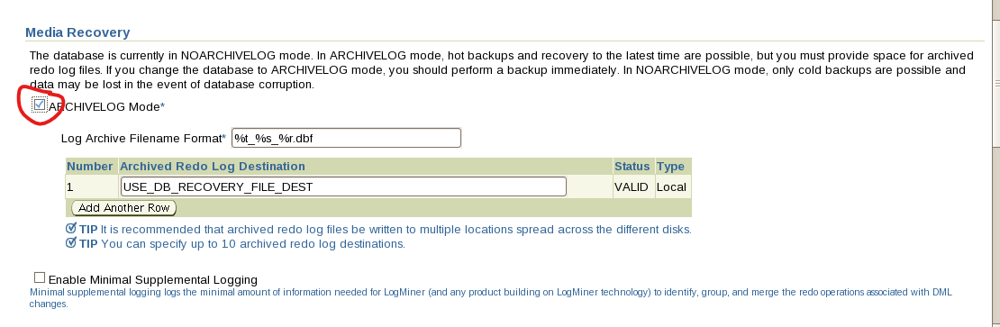 Media Recovery
The database is currently in NOARCHIVELOG mode. In ARCHIVELOG mode, hot backups and recovery to the latest time are possible, but you must provide space for archived
redo log files. If you change the database to ARCHIVELOG mode, you should perform a backup immediately. In NOARCHIVELOG mode, only cold backups are possible and
data may be lost in the event of database corruption.
ARCHIVELOG Mode*
Log Archive Filename Format* %t_%s_%r.dbf
Number Archived Redo Log Destination Status Type
1 USE_DB_RECOVERY_FILE_DEST VALID Local
Add Another Row
TIP It is recommended that archived redo log files be written to multiple locations spread across the different disks.
TIP You can specify up to 10 archived redo log destinations.
Enable Minimal Supplemental Logging
Minimal supplemental logging logs the minimal amount of information needed for LogMiner (and any product building on LogMiner technology) to identify, group, and merge the redo operations associated with DML
changes.